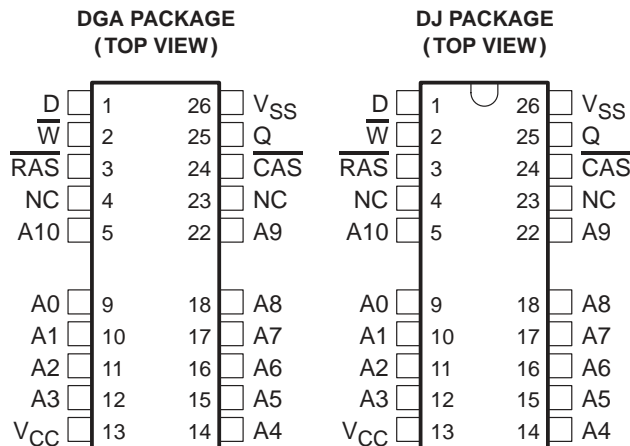 DGA PACKAGE
(TOP VIEW)
D 1 26 VSS
W 2 25 Q
RAS 3 24 CAS
NC 4 23 NC
A10 5 22 A9
A0 9 18 A8
A1 10 17 A7
A2 11 16 A6
A3 12 15 A5
VCC 13 14 A4
DJ PACKAGE
(TOP VIEW)
D 1 26 VSS
W 2 25 Q
RAS 3 24 CAS
NC 4 23 NC
A10 5 22 A9
A0 9 18 A8
A1 10 17 A7
A2 11 16 A6
A3 12 15 A5
VCC 13 14 A4